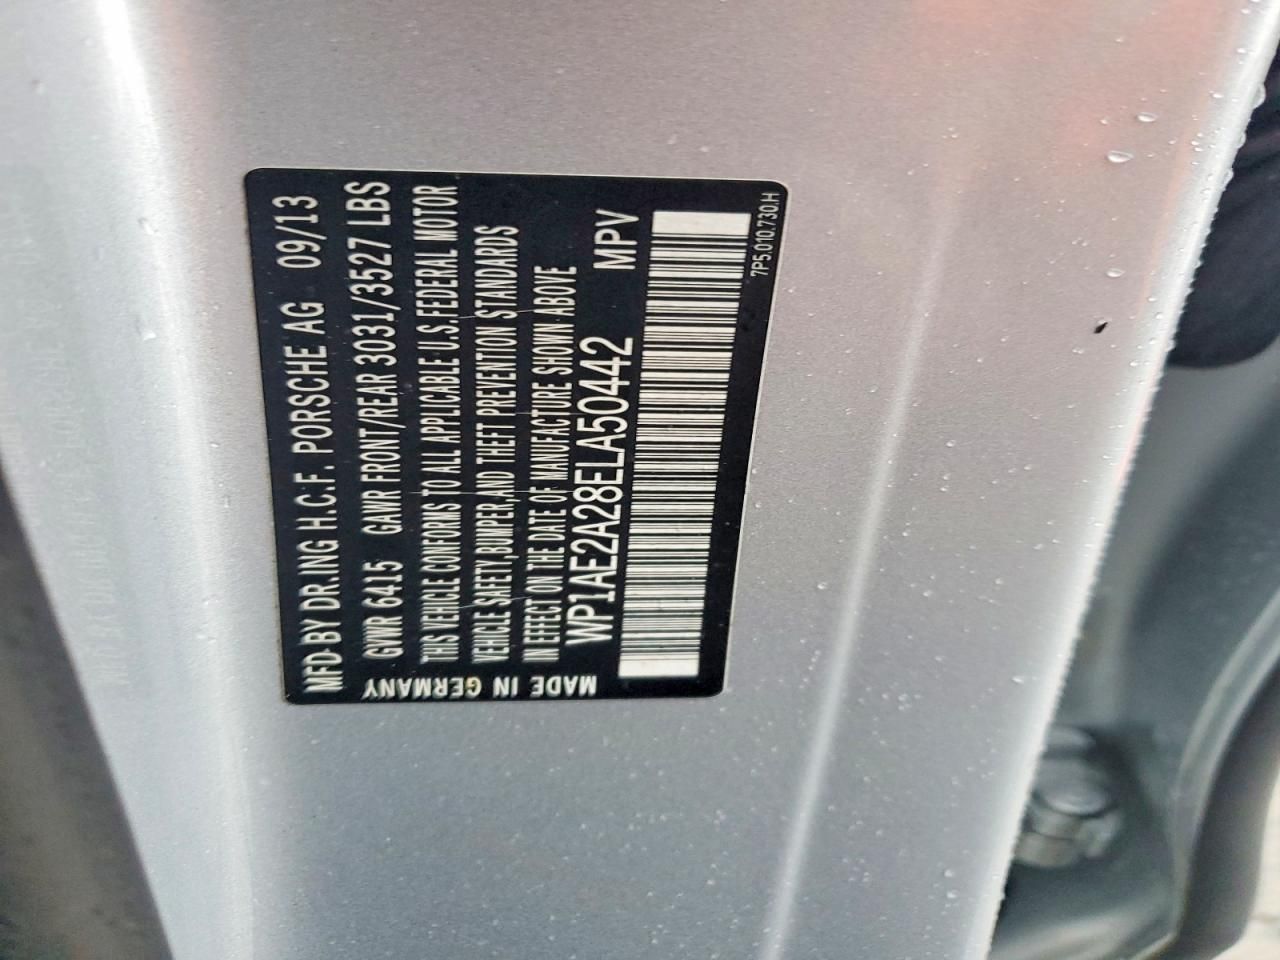 MFD BY DR.ING H.C.F. PORSCHE AG 09/13
GVWR 6415 GAWR FRONT/REAR 3031/3527 LBS
THIS VEHICLE CONFORMS TO ALL APPLICABLE U.S.FEDERAL MOTOR
VEHICLE SAFETY,BUMPER,AND THEFT PREVENTION STANDARDS
IN EFFECT ON THE DATE OF MANUFACTURE SHOWN ABOVE
WP1AE2A28ELA50442 MPV
7P5.010.730.H
MADE IN GERMANY